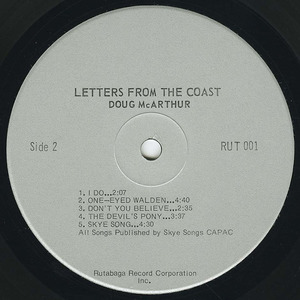 LETTERS FROM THE COAST
DOUG McARTHUR
Side 2
RUT 001
1. I DO...2:07
2. ONE-EYED WALDEN...4:40
3. DON'T YOU BELIEVE...2:35
4. THE DEVIL'S PONY...3:37
5. SKYE SONG...4:30
All Songs Published by Skye Songs CAPAC
Rutabaga Record Corporation
Inc.